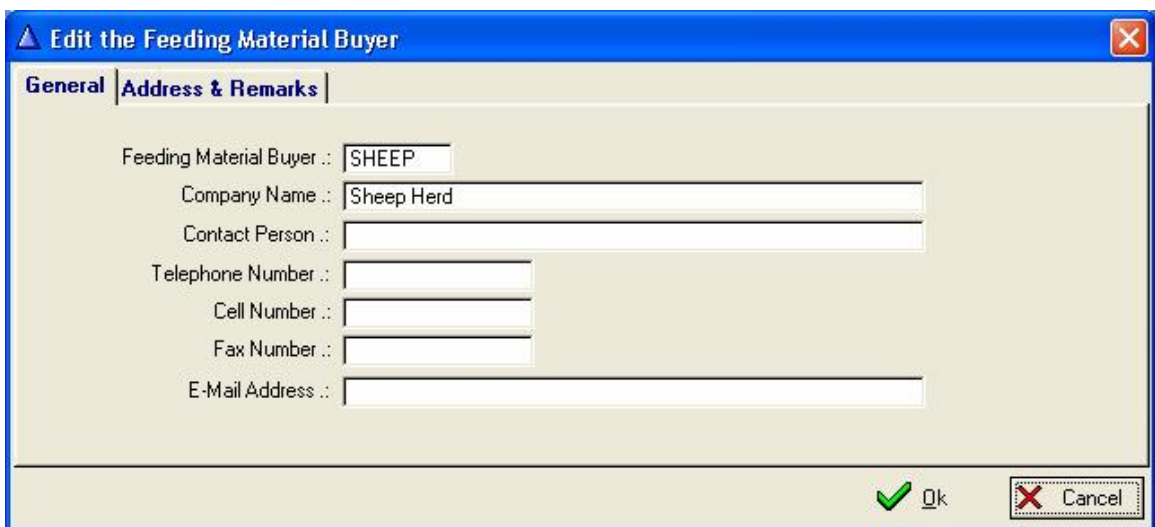 Edit the Feeding Material Buyer
General Address & Remarks
Feeding Material Buyer .: SHEEP
Company Name .: Sheep Herd
Contact Person .:
Telephone Number .:
Cell Number .:
Fax Number .:
E-Mail Address .:
Ok Cancel